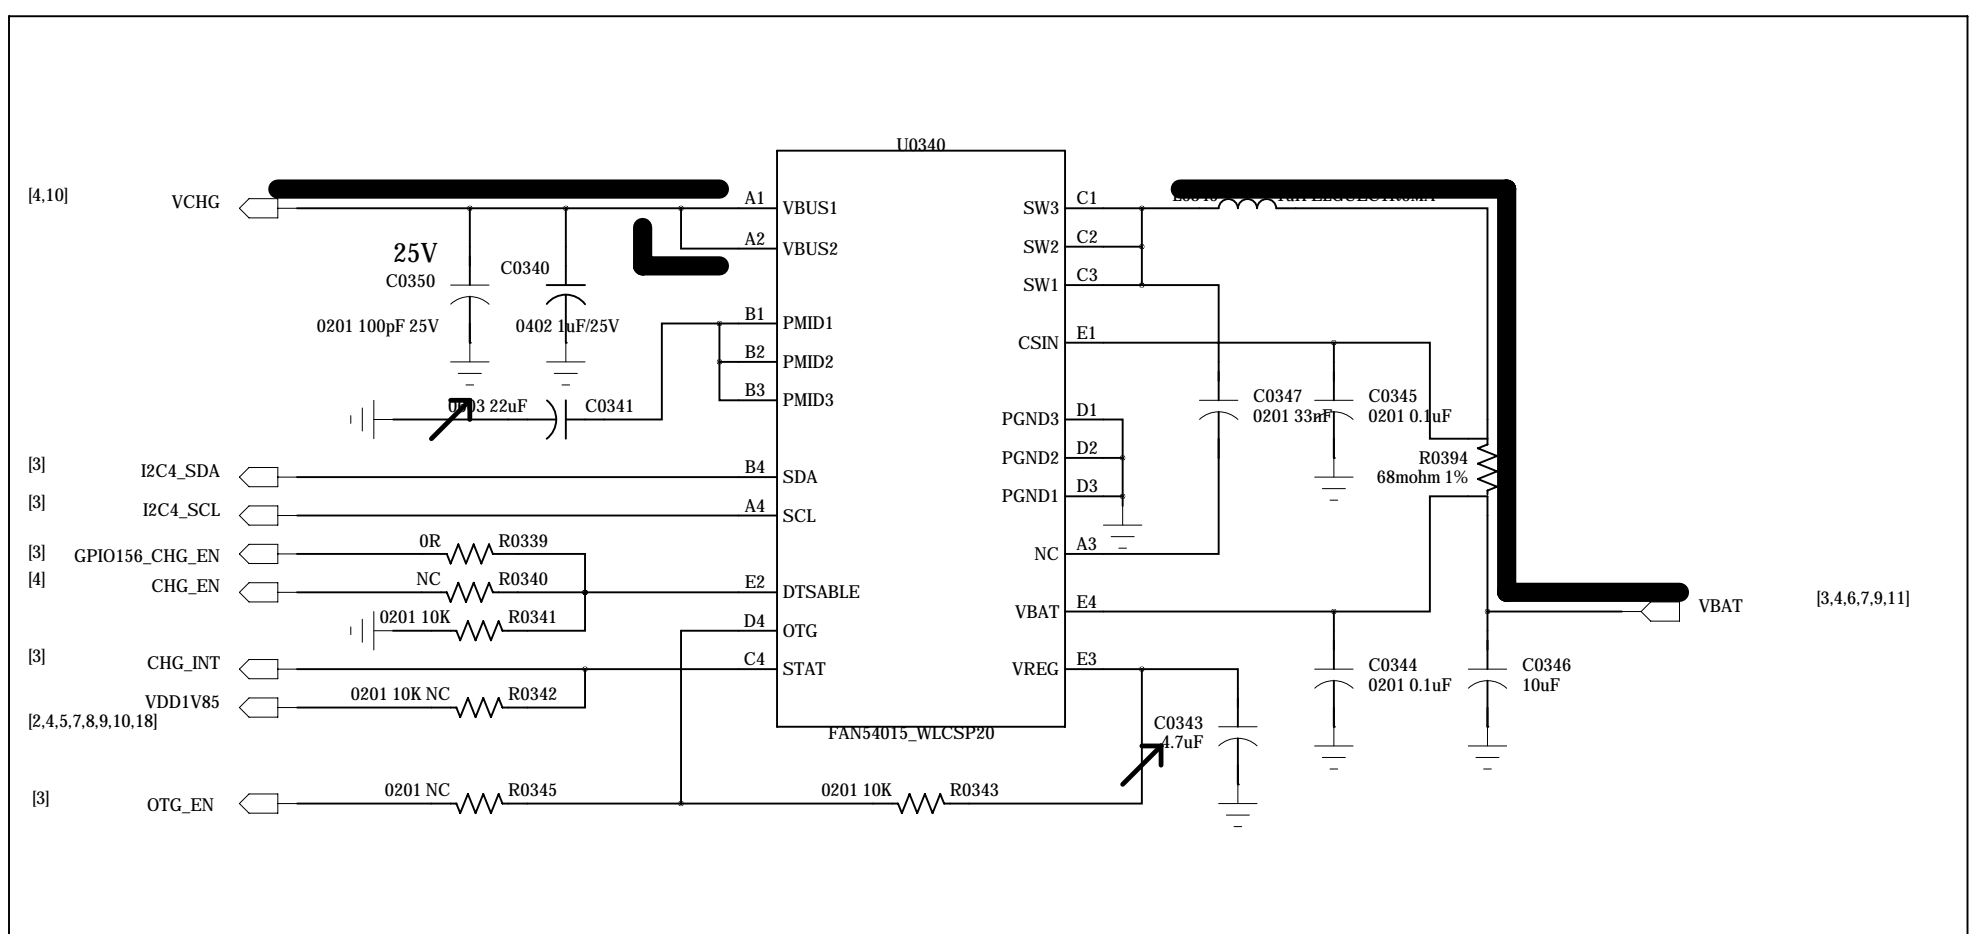 U0340
[4,10] VCHG A1 VBUS1 SW3 C1
A2 VBUS2 SW2 C2
25V
C0350 C0340 SW1 C3
0201 100pF 25V 0402 1uF/25V B1 PMID1
CSIN E1
B2 PMID2
B3 PMID3
22uF C0341
C0347 C0345
0201 33nF 0201 0.1uF
PGND3 D1
PGND2 D2
R0394
68mohm 1%
[3] I2C4_SDA B4 SDA
PGND1 D3
[3] I2C4_SCL A4 SCL
[3] GPIO156_CHG_EN 0R R0339 NC A3
[4] CHG_EN NC R0340 E2 DTSABLE
VBAT E4 VBAT [3,4,6,7,9,11]
0201 10K R0341 D4 OTG
[3] CHG_INT C4 STAT VREG E3
C0344 C0346
0201 0.1uF 10uF
VDD1V85 0201 10K NC R0342
[2,4,5,7,8,9,10,18]
FAN54015_WLCSP20
C0343
4.7uF
[3] OTG_EN 0201 NC R0345 0201 10K R0343